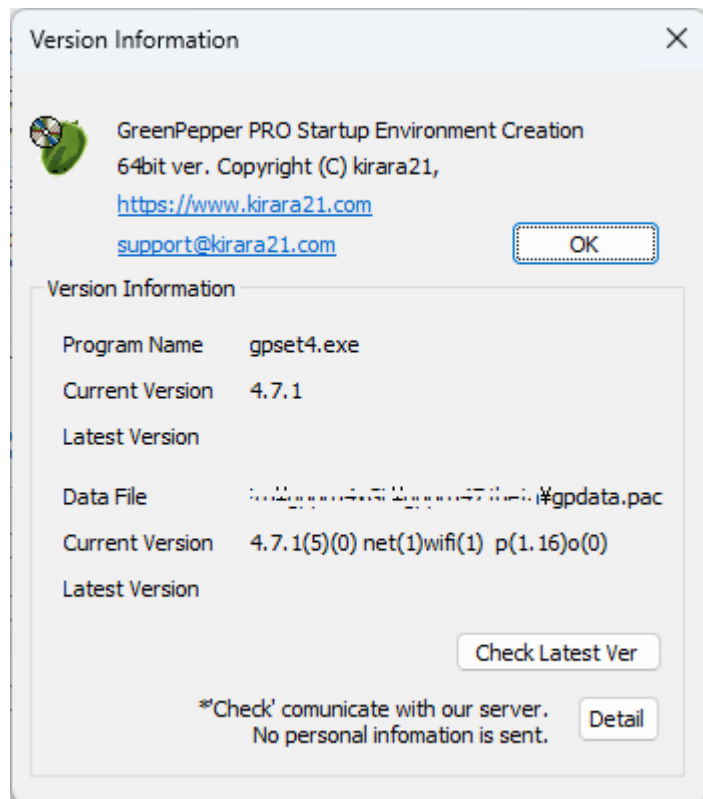 Version Information
GreenPepper PRO Startup Environment Creation
64bit ver. Copyright (C) kirara21,
https://www.kirara21.com
support@kirara21.com
OK
Version Information
Program Name gpset4.exe
Current Version 4.7.1
Latest Version
Data File ¥gpdata.pac
Current Version 4.7.1(5)(0) net(1)wifi(1) p(1.16)o(0)
Latest Version
Check Latest Ver
*'Check' comunicate with our server.
No personal infomation is sent.
Detail